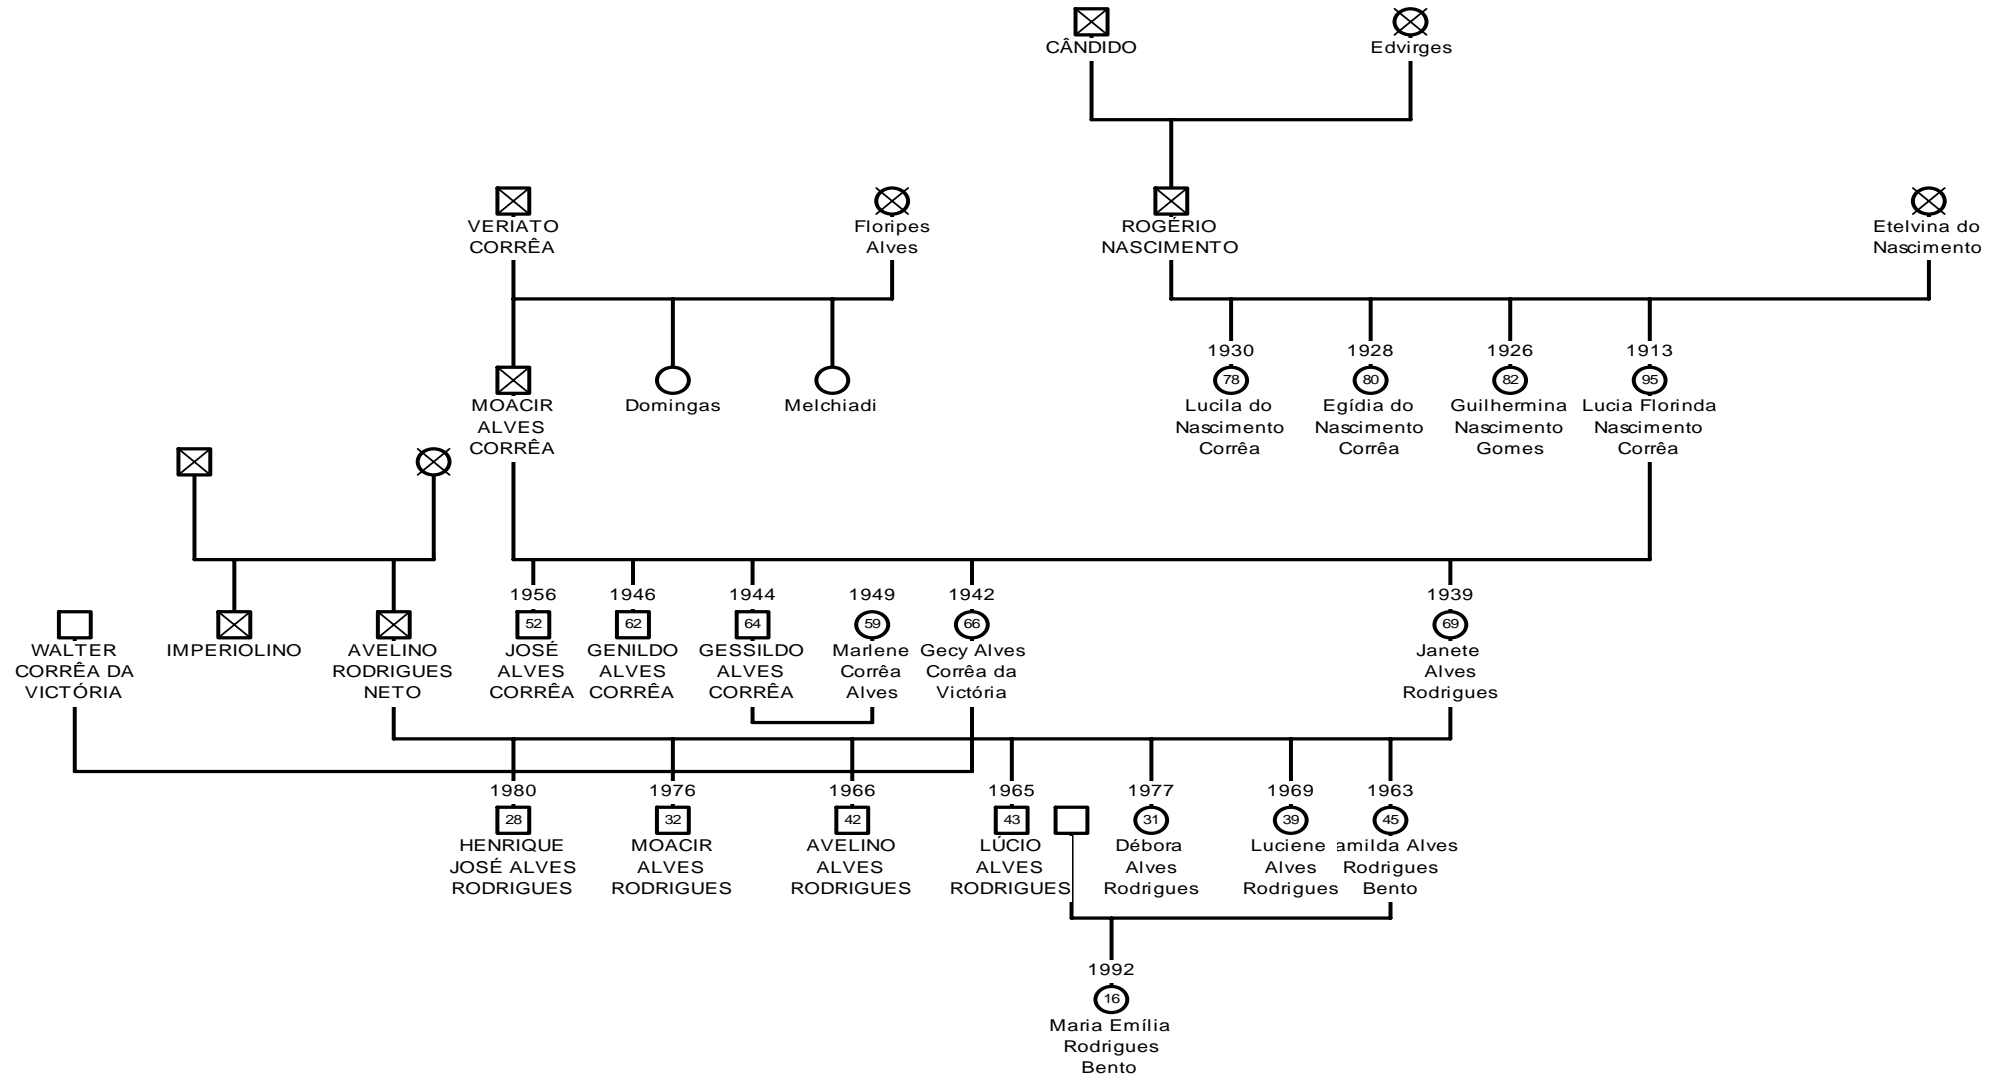 CÂNDIDO
Edvirges
VERIATO
CORRÊA
Floripes
Alves
ROGÉRIO
NASCIMENTO
Etelvina do
Nascimento
MOACIR
ALVES
CORRÊA
Domingas
Melchiadi
1930
78
Lucila do
Nascimento
Corrêa
1928
80
Egídia do
Nascimento
Corrêa
1926
82
Guilhermina
Nascimento
Gomes
1913
95
Lucia Florinda
Nascimento
Corrêa
WALTER
CORRÊA DA
VICTÓRIA
IMPERIOLINO
AVELINO
RODRIGUES
NETO
1956
52
JOSÉ
ALVES
CORRÊA
1946
62
GENILDO
ALVES
CORRÊA
1944
64
GESSILDO
ALVES
CORRÊA
1949
59
Marlene
Corrêa
Alves
1942
66
Gecy Alves
Corrêa da
Victória
1939
69
Janete
Alves
Rodrigues
1980
28
HENRIQUE
JOSÉ ALVES
RODRIGUES
1976
32
MOACIR
ALVES
RODRIGUES
1966
42
AVELINO
ALVES
RODRIGUES
1965
43
LÚCIO
ALVES
RODRIGUES
1977
31
Débora
Alves
Rodrigues
1969
39
Luciene
Alves
Rodrigues
1963
45
amilda Alves
Rodrigues
Bento
1992
16
Maria Emília
Rodrigues
Bento